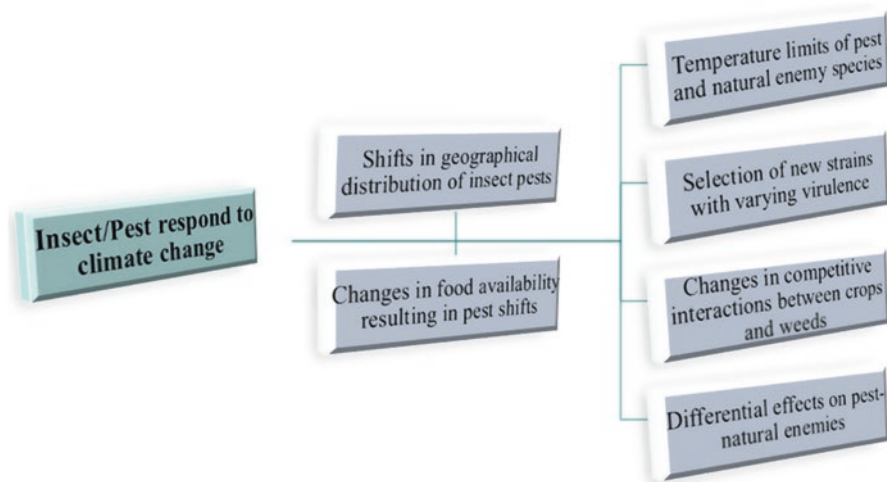 Insect/Pest respond to
climate change
Shifts in geographical
distribution of insect pests
Changes in food availability
resulting in pest shifts
Temperature limits of pest
and natural enemy species
Selection of new strains
with varying virulence
Changes in competitive
interactions between crops
and weeds
Differential effects on pest-
natural enemies